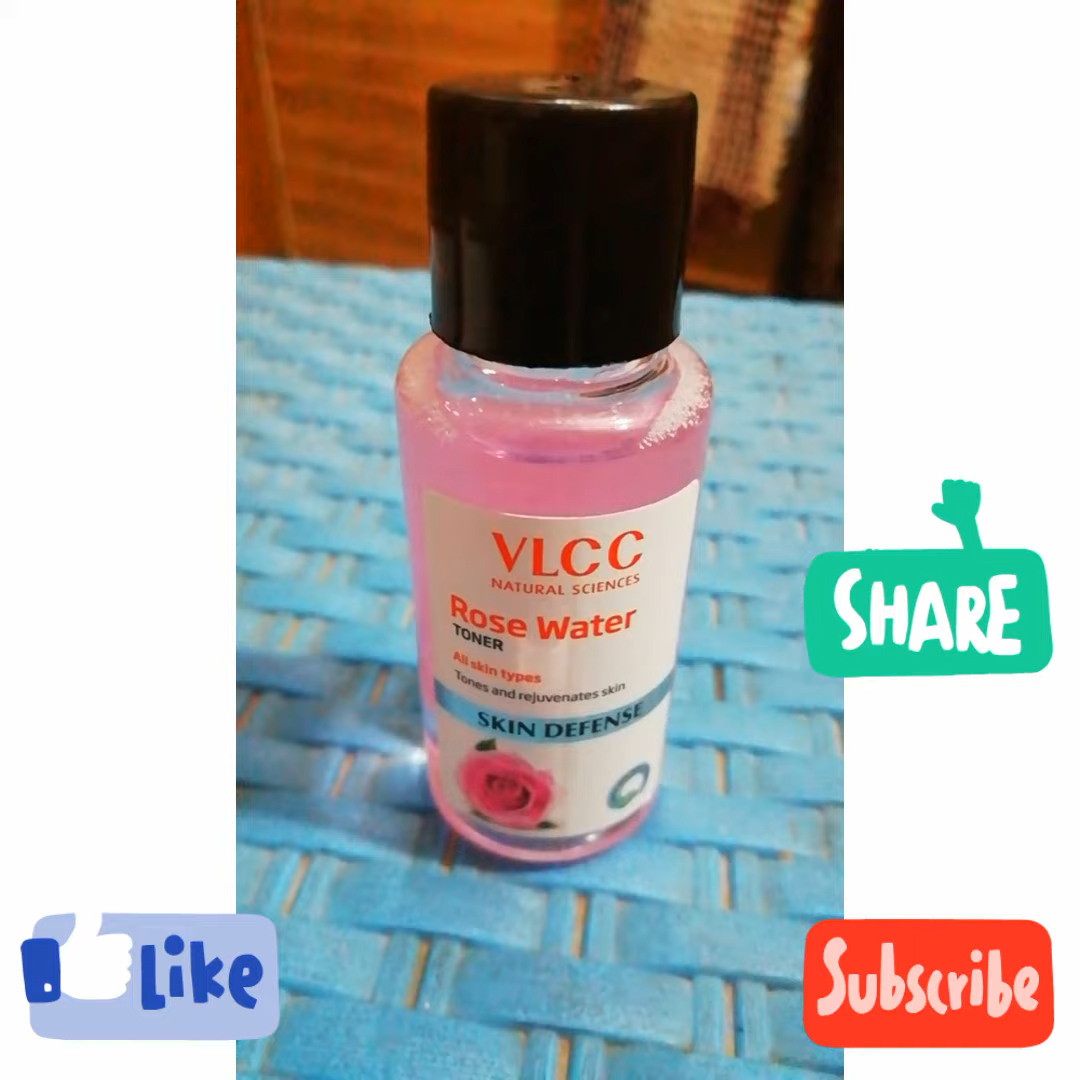 VLCC
NATURAL SCIENCES
Rose Water
TONER
All skin types
Tones and rejuvenates skin
SKIN DEFENSE
SHARE
Like
Subscribe